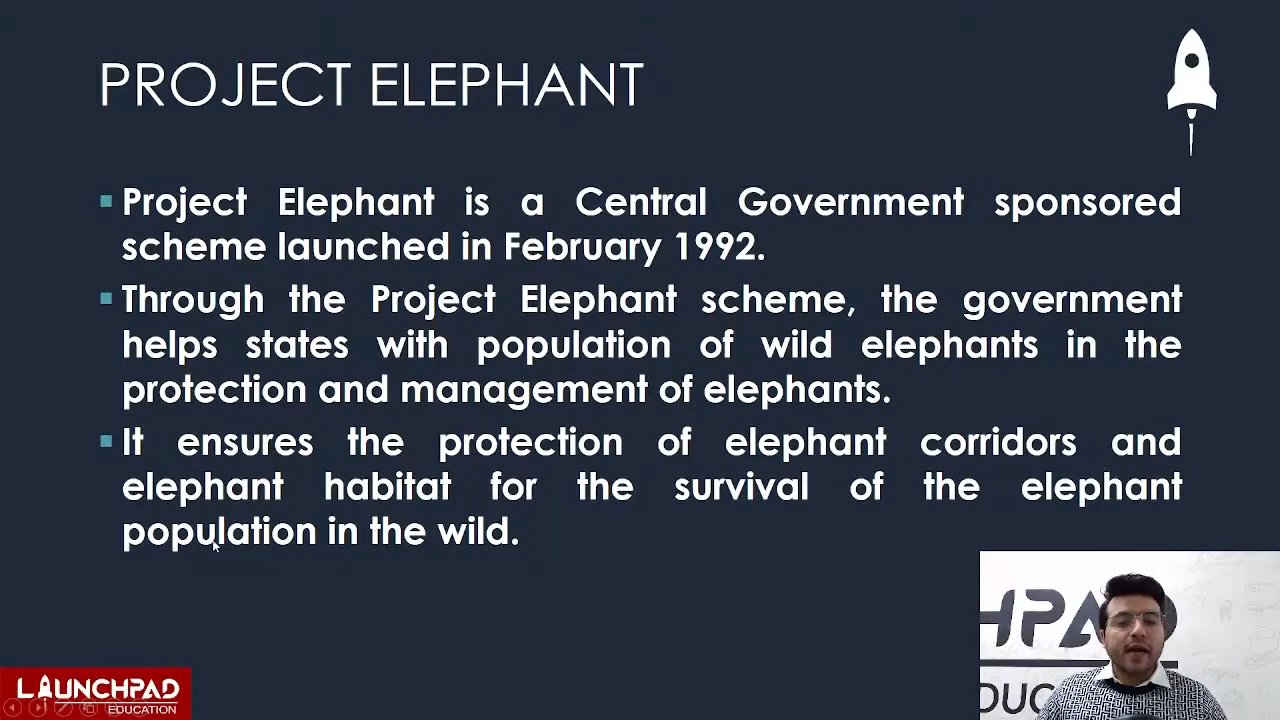 PROJECT ELEPHANT
Project Elephant is a Central Government sponsored
scheme launched in February 1992.
Through the Project Elephant scheme, the government
helps states with population of wild elephants in the
protection and management of elephants.
It ensures the protection of elephant corridors and
elephant habitat for the survival of the elephant
population in the wild.
HPAD
DUC
LAUNCHPAD
EDUCATION